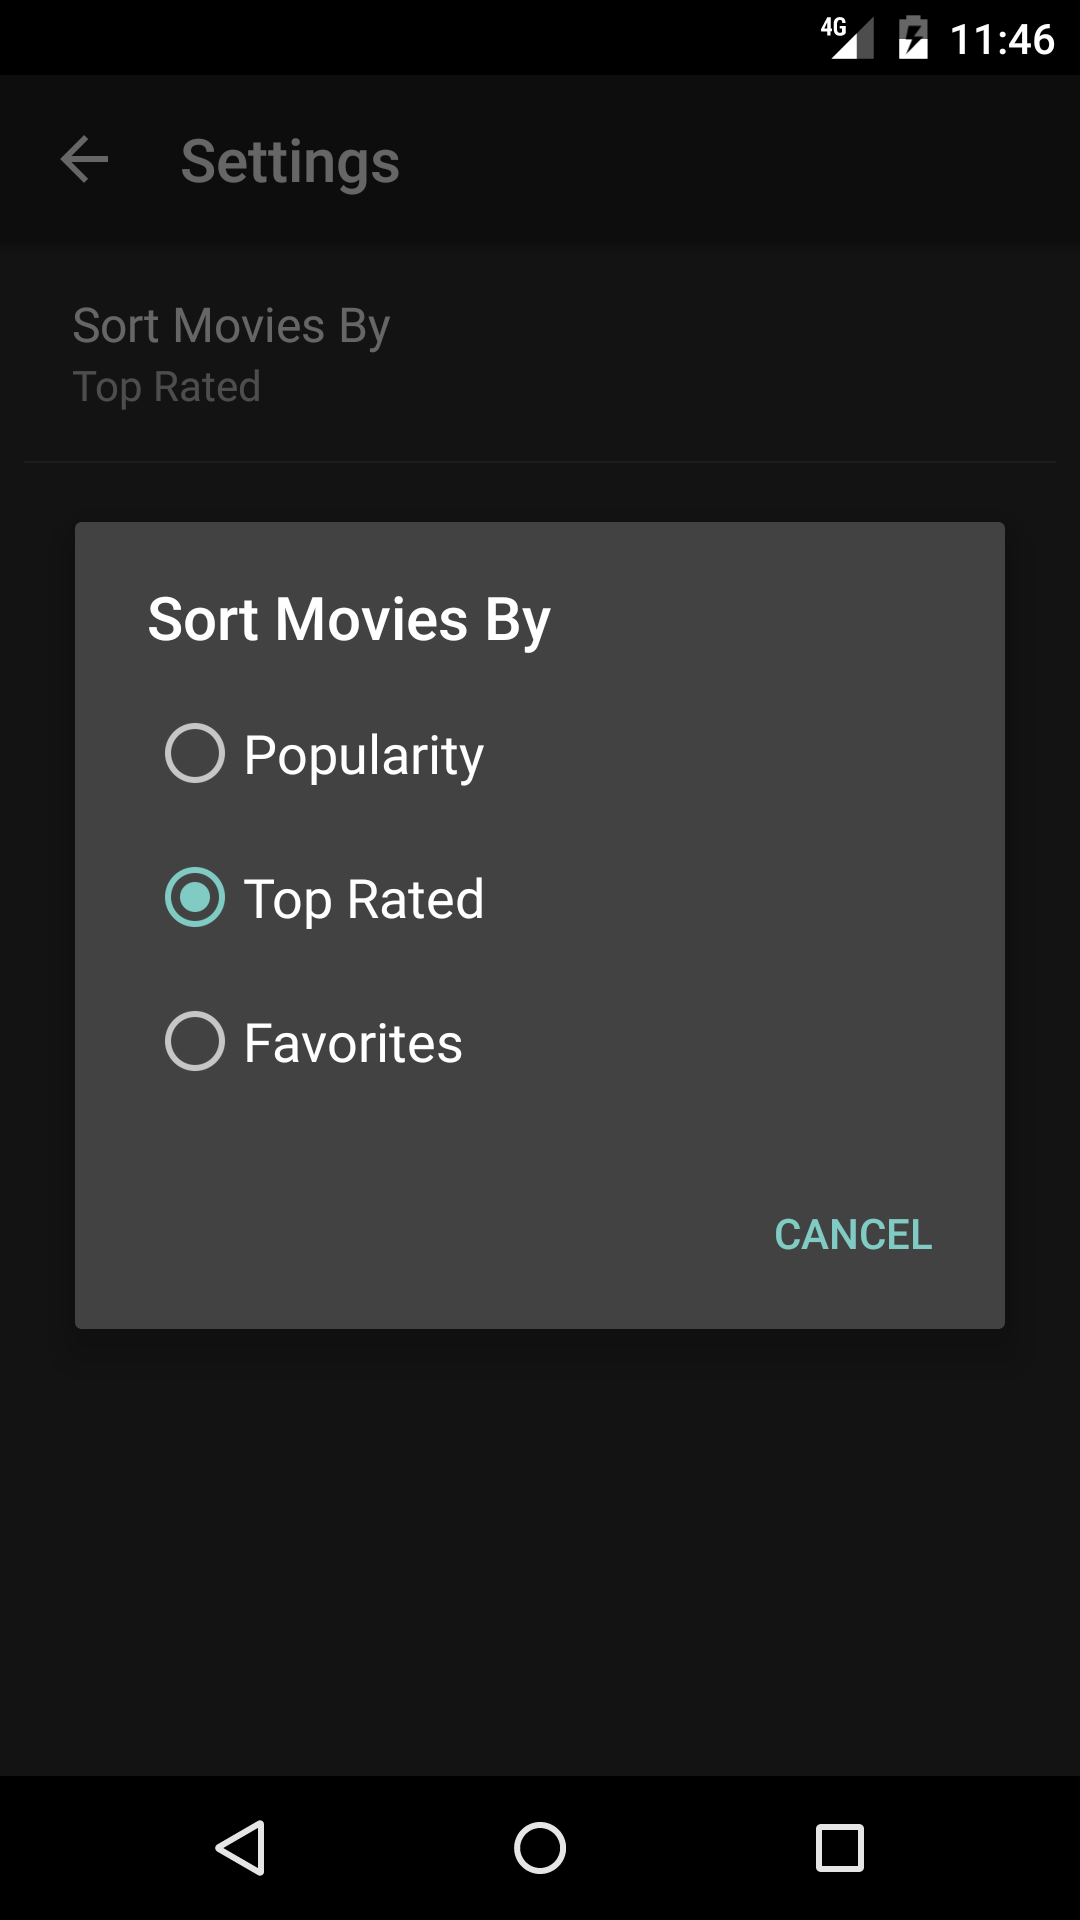 4G 11:46
Settings
Sort Movies By
Top Rated
Sort Movies By
Popularity
Top Rated
Favorites
CANCEL